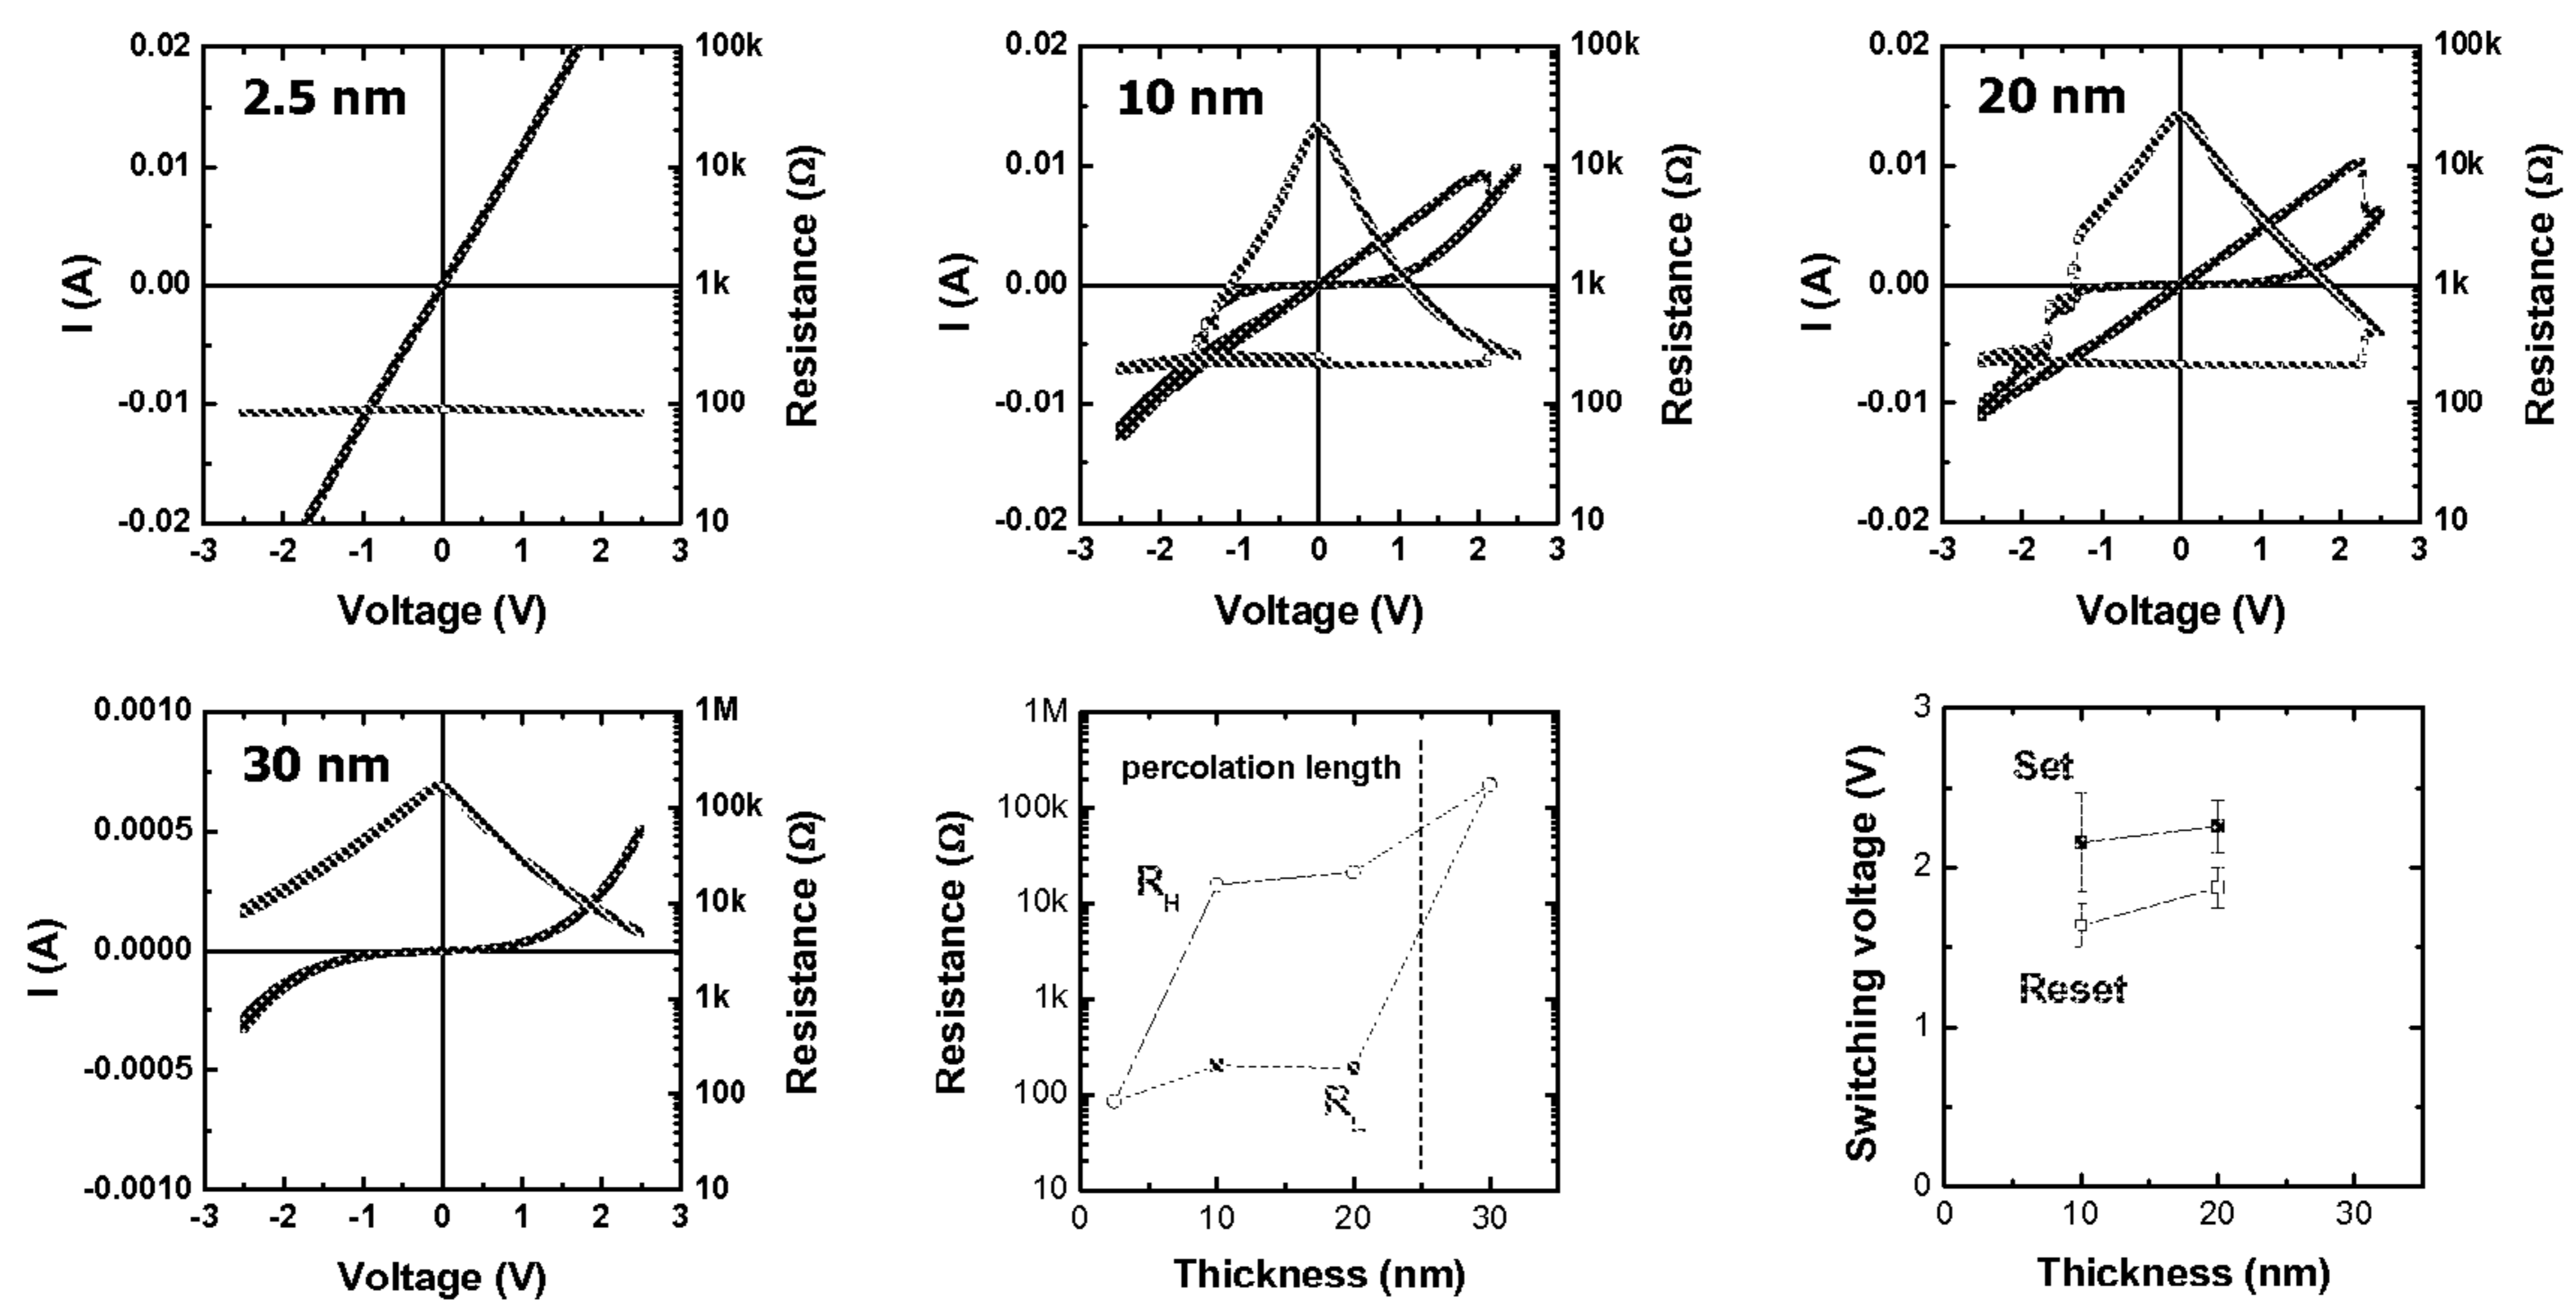 0.02
0.01
0.00
-0.01
-0.02
I (A)
2.5 nm
100k
10k
1k
100
10
Resistance (Ω)
-3 -2 -1 0 1 2 3
Voltage (V)
0.02
0.01
0.00
-0.01
-0.02
I (A)
10 nm
100k
10k
1k
100
10
Resistance (Ω)
-3 -2 -1 0 1 2 3
Voltage (V)
0.02
0.01
0.00
-0.01
-0.02
I (A)
20 nm
100k
10k
1k
100
10
Resistance (Ω)
-3 -2 -1 0 1 2 3
Voltage (V)
0.0010
0.0005
0.0000
-0.0005
-0.0010
I (A)
30 nm
1M
100k
10k
1k
100
10
Resistance (Ω)
-3 -2 -1 0 1 2 3
Voltage (V)
1M
100k
10k
1k
100
10
Resistance (Ω)
percolation length
RH
RL
0 10 20 30
Thickness (nm)
3
2
1
0
Switching voltage (V)
Set
Reset
0 10 20 30
Thickness (nm)